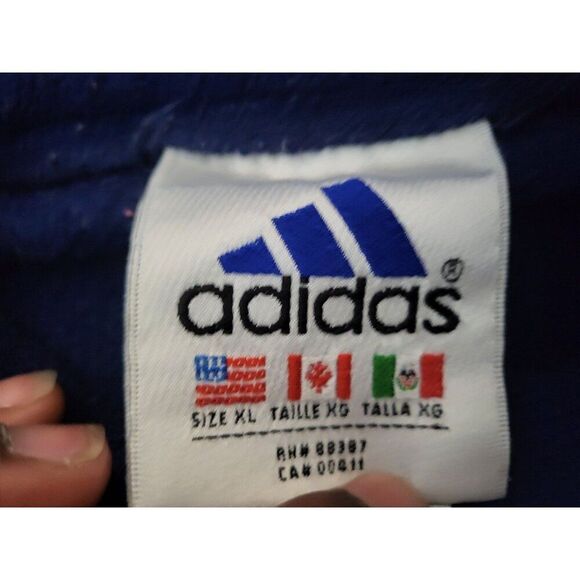 adidas ®
SIZE XL TAILLE XG TALLA XG
RN# 88387
CA# 00411